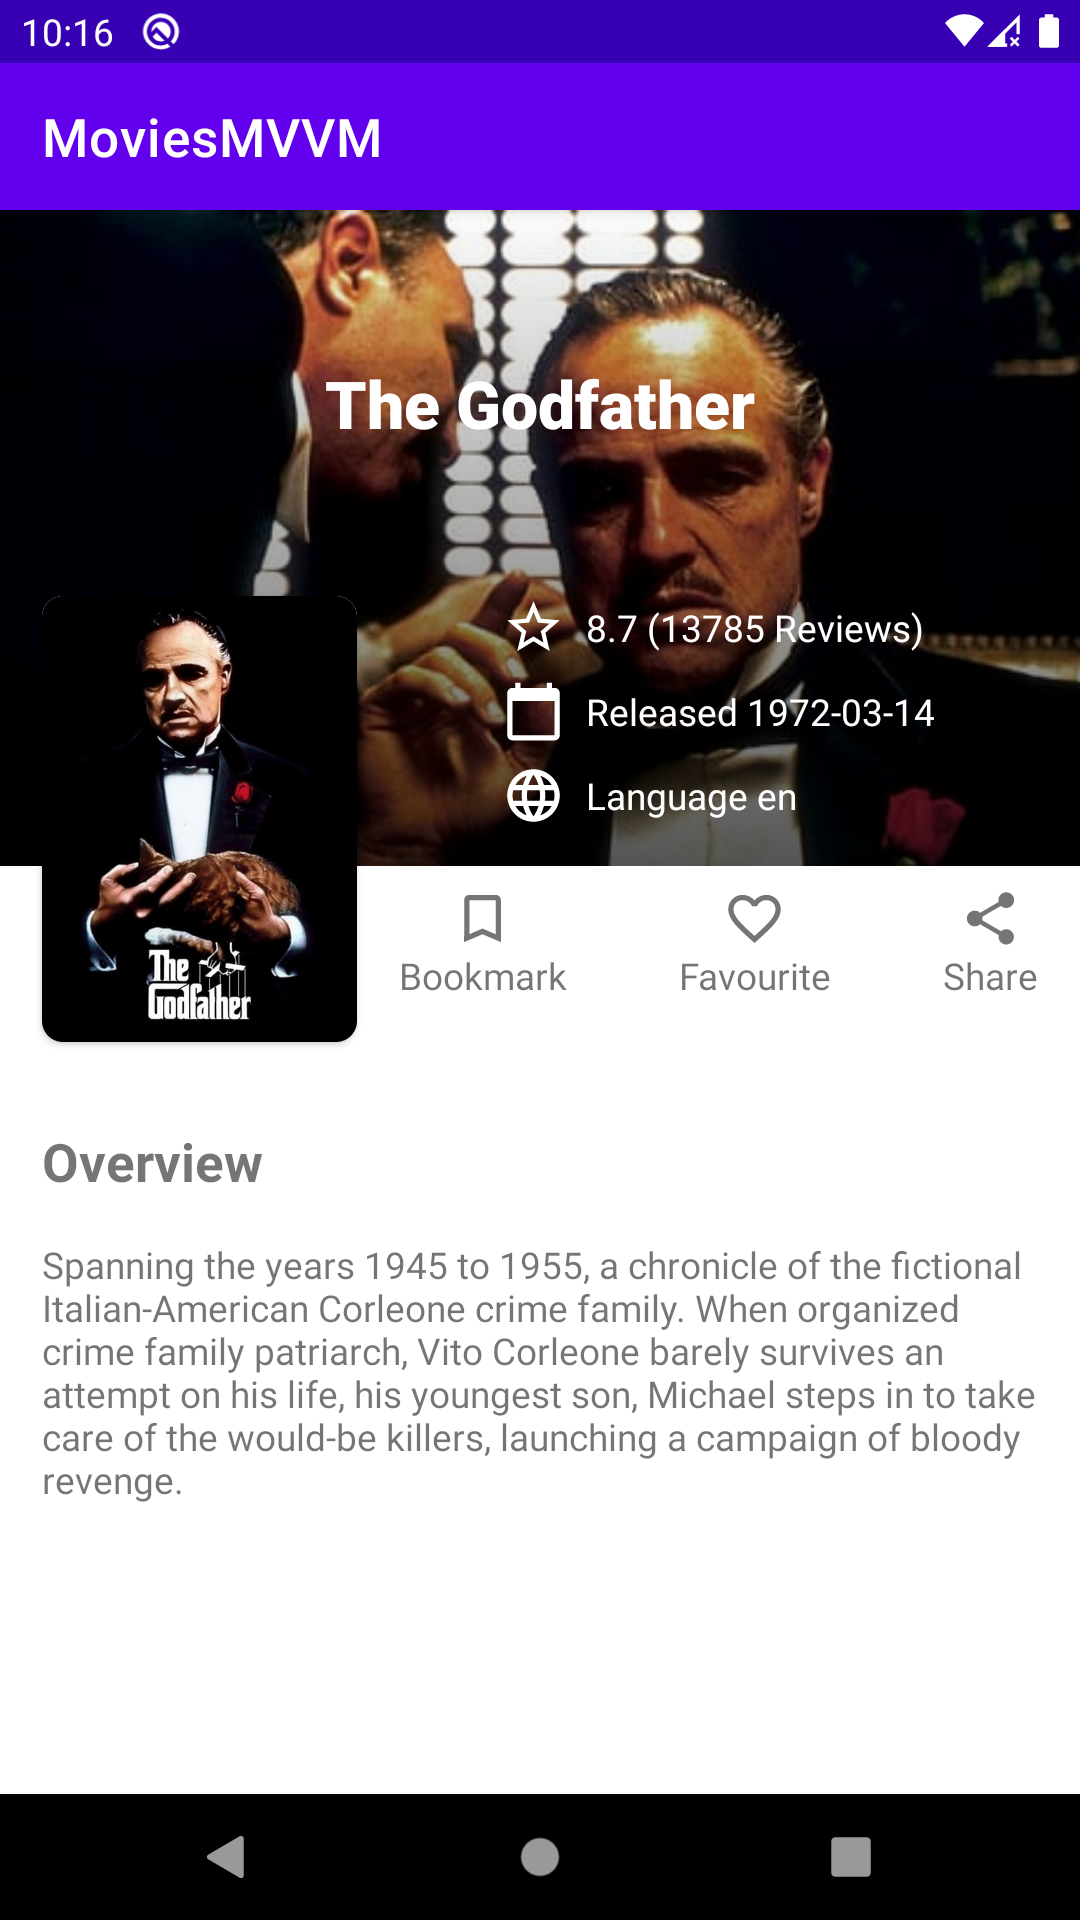 10:16
MoviesMVVM
The Godfather
8.7 (13785 Reviews)
Released 1972-03-14
Language en
The
Godfather
Bookmark
Favourite
Share
Overview
Spanning the years 1945 to 1955, a chronicle of the fictional
Italian-American Corleone crime family. When organized
crime family patriarch, Vito Corleone barely survives an
attempt on his life, his youngest son, Michael steps in to take
care of the would-be killers, launching a campaign of bloody
revenge.